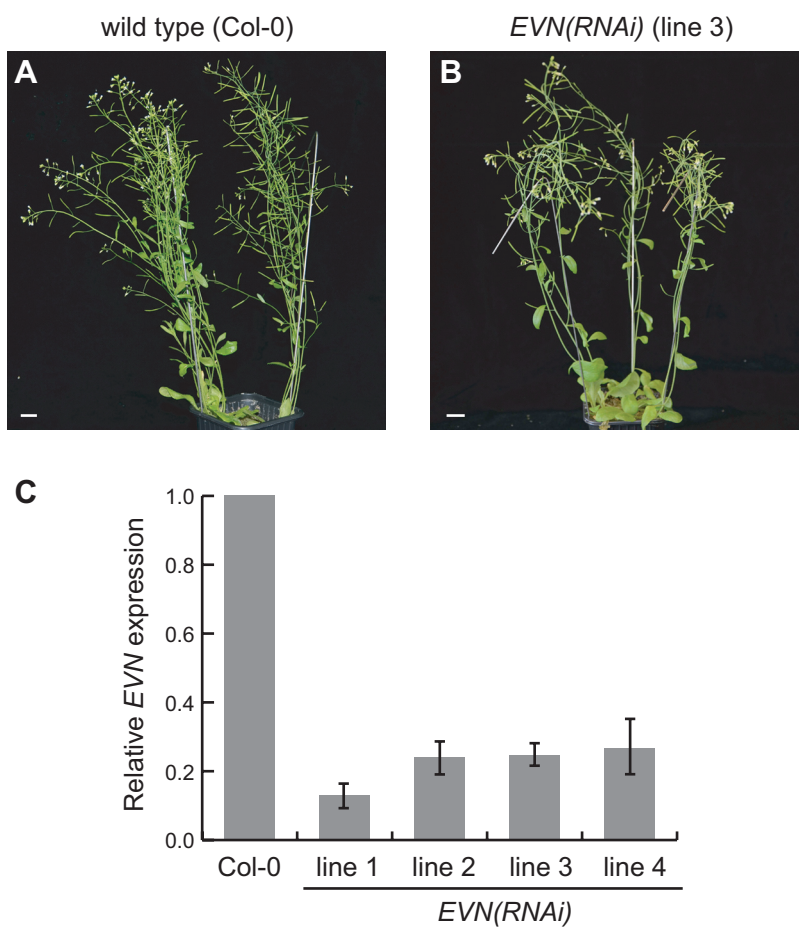 wild type (Col-0)
EVN(RNAi) (line 3)
A
B
C
Relative EVN expression
1.0
0.8
0.6
0.4
0.2
0.0
Col-0
line 1
line 2
line 3
line 4
EVN(RNAi)